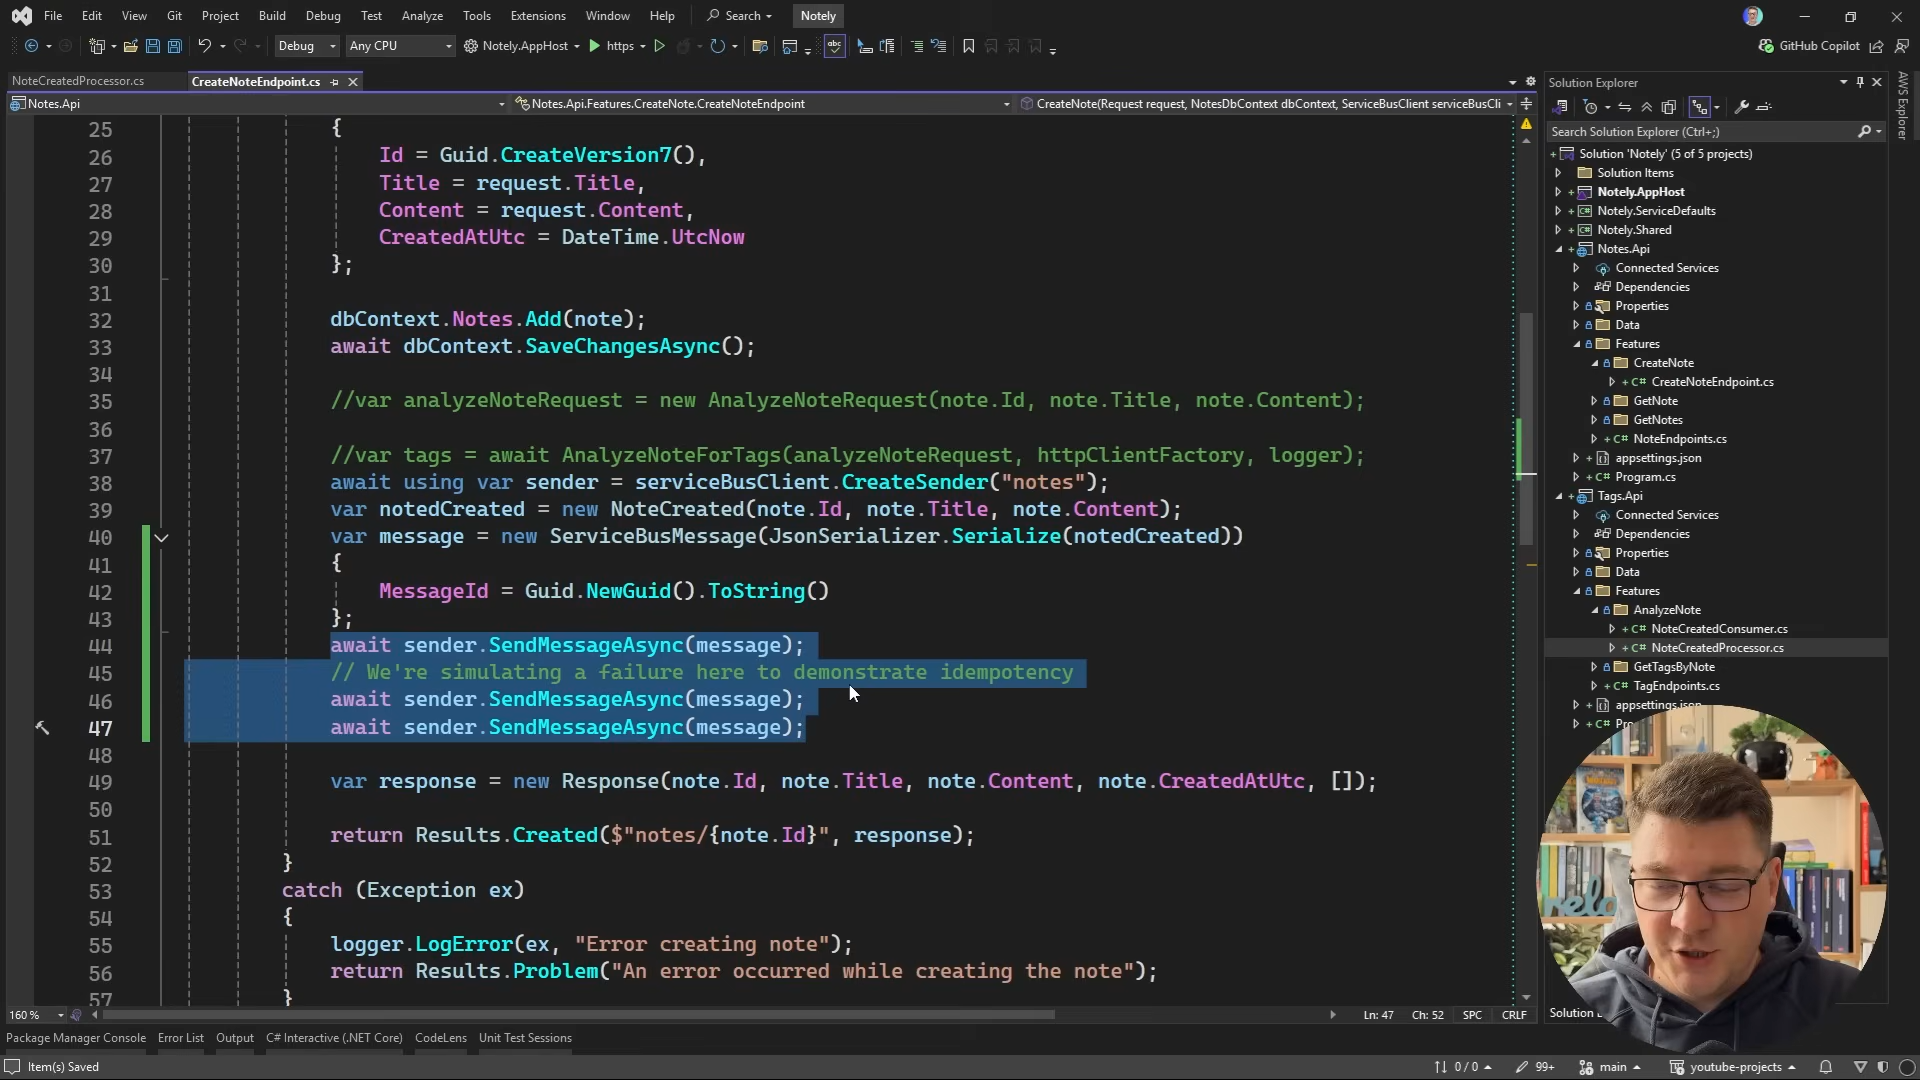 File Edit View Git Project Build Debug Test Analyze Tools Extensions Window Help Search Notely
Debug Any CPU Notely.AppHost https GitHub Copilot
NoteCreatedProcessor.cs CreateNoteEndpoint.cs
Notes.Api Notes.Api.Features.CreateNote.CreateNoteEndpoint CreateNote(Request request, NotesDbContext dbContext, ServiceBusClient serviceBusCli
25 {
26 Id = Guid.CreateVersion7(),
27 Title = request.Title,
28 Content = request.Content,
29 CreatedAtUtc = DateTime.UtcNow
30 };
31
32 dbContext.Notes.Add(note);
33 await dbContext.SaveChangesAsync();
34
35 //var analyzeNoteRequest = new AnalyzeNoteRequest(note.Id, note.Title, note.Content);
36
37 //var tags = await AnalyzeNoteForTags(analyzeNoteRequest, httpClientFactory, logger);
38 await using var sender = serviceBusClient.CreateSender("notes");
39 var notedCreated = new NoteCreated(note.Id, note.Title, note.Content);
40 var message = new ServiceBusMessage(JsonSerializer.Serialize(notedCreated))
41 {
42 MessageId = Guid.NewGuid().ToString()
43 };
44 await sender.SendMessageAsync(message);
45 // We're simulating a failure here to demonstrate idempotency
46 await sender.SendMessageAsync(message);
47 await sender.SendMessageAsync(message);
48
49 var response = new Response(note.Id, note.Title, note.Content, note.CreatedAtUtc, []);
50
51 return Results.Created($"notes/{note.Id}", response);
52 }
53 catch (Exception ex)
54 {
55 logger.LogError(ex, "Error creating note");
56 return Results.Problem("An error occurred while creating the note");
57 }
160 % Ln: 47 Ch: 52 SPC CRLF
Solution Explorer
Search Solution Explorer (Ctrl+;)
Solution 'Notely' (5 of 5 projects)
Solution Items
Notely.AppHost
Notely.ServiceDefaults
Notely.Shared
Notes.Api
Connected Services
Dependencies
Properties
Data
Features
CreateNote
C# CreateNoteEndpoint.cs
GetNote
GetNotes
C# NoteEndpoints.cs
appsettings.json
C# Program.cs
Tags.Api
Connected Services
Dependencies
Properties
Data
Features
AnalyzeNote
C# NoteCreatedConsumer.cs
C# NoteCreatedProcessor.cs
GetTagsByNote
C# TagEndpoints.cs
appsettings.json
C# Pro
Solution E
AWS Explorer
Package Manager Console Error List Output C# Interactive (.NET Core) CodeLens Unit Test Sessions
Item(s) Saved 0 / 0 99+ main youtube-projects